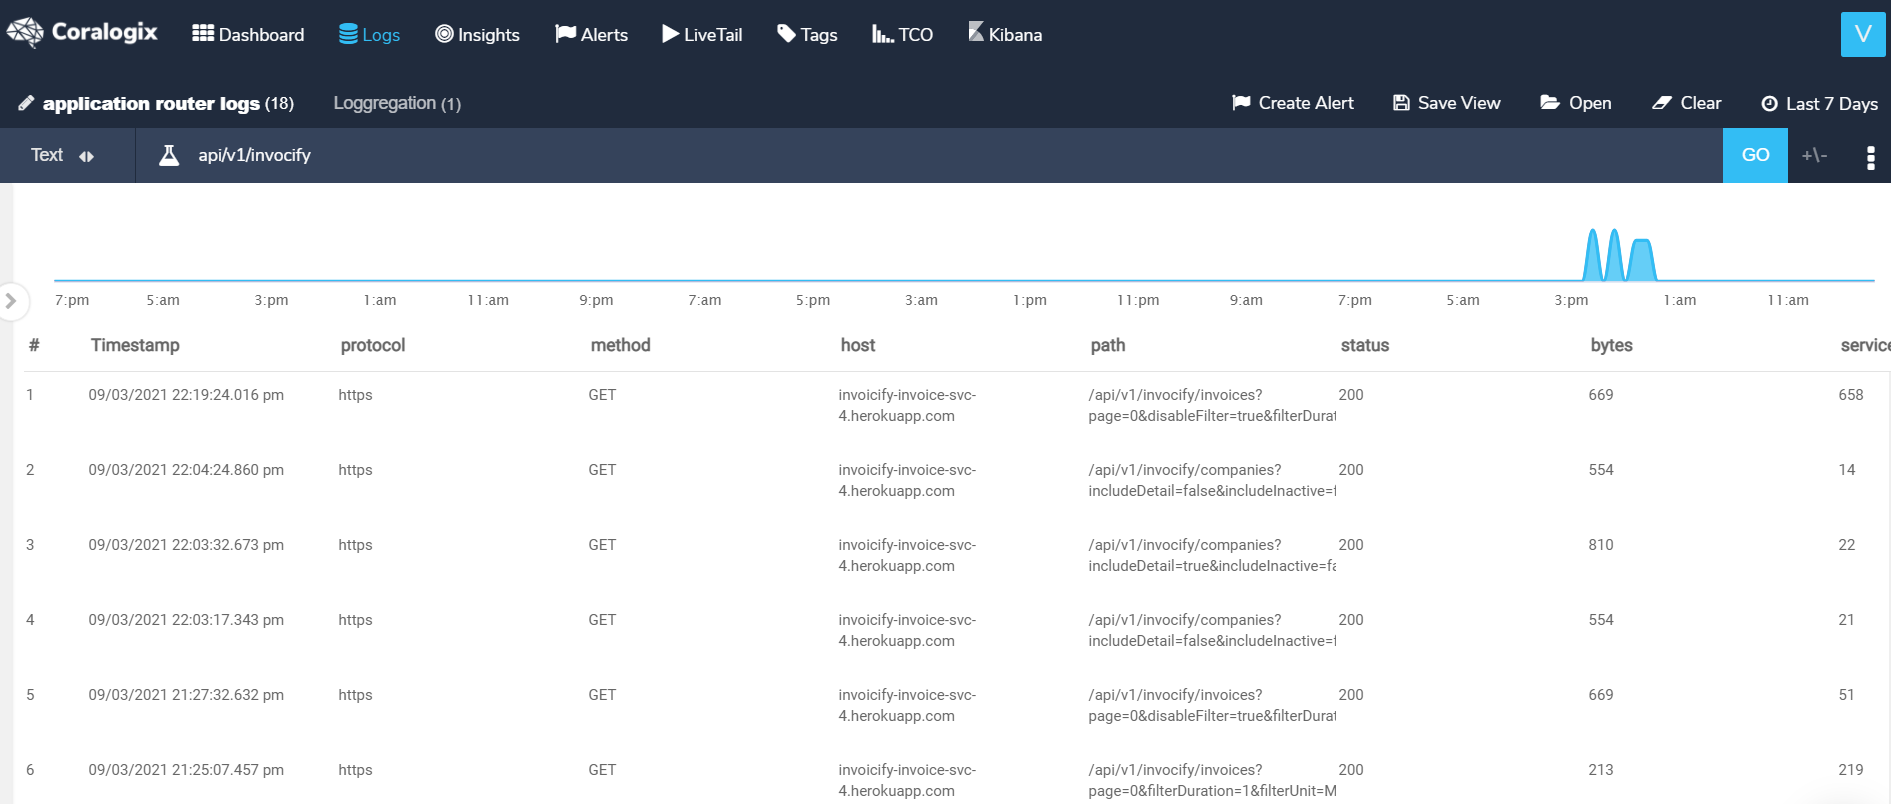 Coralogix Dashboard Logs Insights Alerts LiveTail Tags TCO Kibana V
application router logs (18) Loggregation (1) Create Alert Save View Open Clear Last 7 Days
Text api/v1/invocify GO +\-
7:pm 5:am 3:pm 1:am 11:am 9:pm 7:am 5:pm 3:am 1:pm 11:pm 9:am 7:pm 5:am 3:pm 1:am 11:am
# Timestamp protocol method host path status bytes service
1 09/03/2021 22:19:24.016 pm https GET invoicify-invoice-svc- /api/v1/invocify/invoices? 200 669 658
4.herokuapp.com page=0&disableFilter=true&filterDurat
2 09/03/2021 22:04:24.860 pm https GET invoicify-invoice-svc- /api/v1/invocify/companies? 200 554 14
4.herokuapp.com includeDetail=false&includeInactive=f
3 09/03/2021 22:03:32.673 pm https GET invoicify-invoice-svc- /api/v1/invocify/companies? 200 810 22
4.herokuapp.com includeDetail=true&includeInactive=fa
4 09/03/2021 22:03:17.343 pm https GET invoicify-invoice-svc- /api/v1/invocify/companies? 200 554 21
4.herokuapp.com includeDetail=false&includeInactive=f
5 09/03/2021 21:27:32.632 pm https GET invoicify-invoice-svc- /api/v1/invocify/invoices? 200 669 51
4.herokuapp.com page=0&disableFilter=true&filterDurat
6 09/03/2021 21:25:07.457 pm https GET invoicify-invoice-svc- /api/v1/invocify/invoices? 200 213 219
4.herokuapp.com page=0&filterDuration=1&filterUnit=M